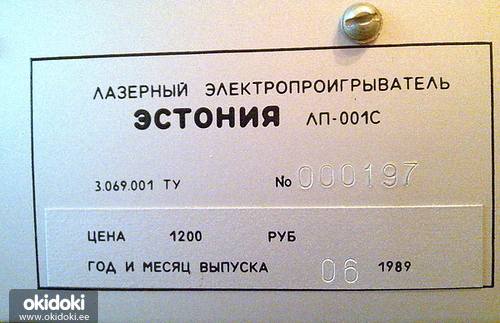 ЛАЗЕРНЫЙ ЭЛЕКТРОПРОИГРЫВАТЕЛЬ
ЭСТОНИЯ ЛП-001С
3.069.001 ТУ № 000197
ЦЕНА 1200 РУБ
ГОД И МЕСЯЦ ВЫПУСКА 06 1989
okidoki
www.okidoki.ee